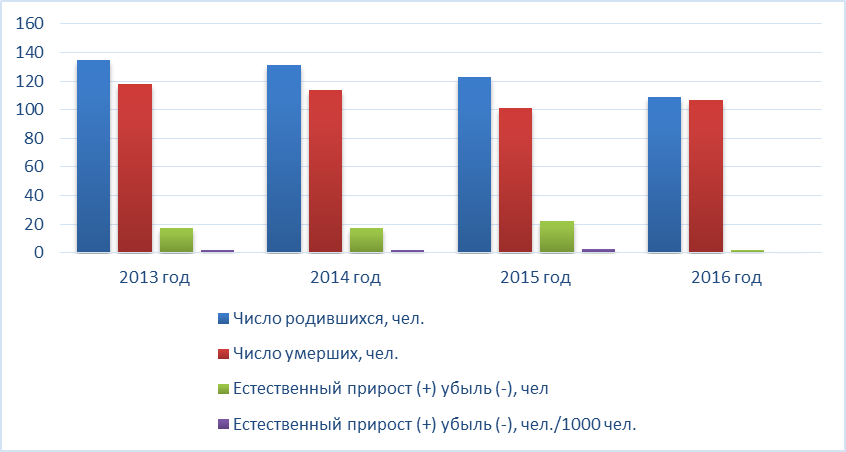 160
140
120
100
80
60
40
20
0
2013 год 2014 год 2015 год 2016 год
Число родившихся, чел.
Число умерших, чел.
Естественный прирост (+) убыль (-), чел
Естественный прирост (+) убыль (-), чел./1000 чел.